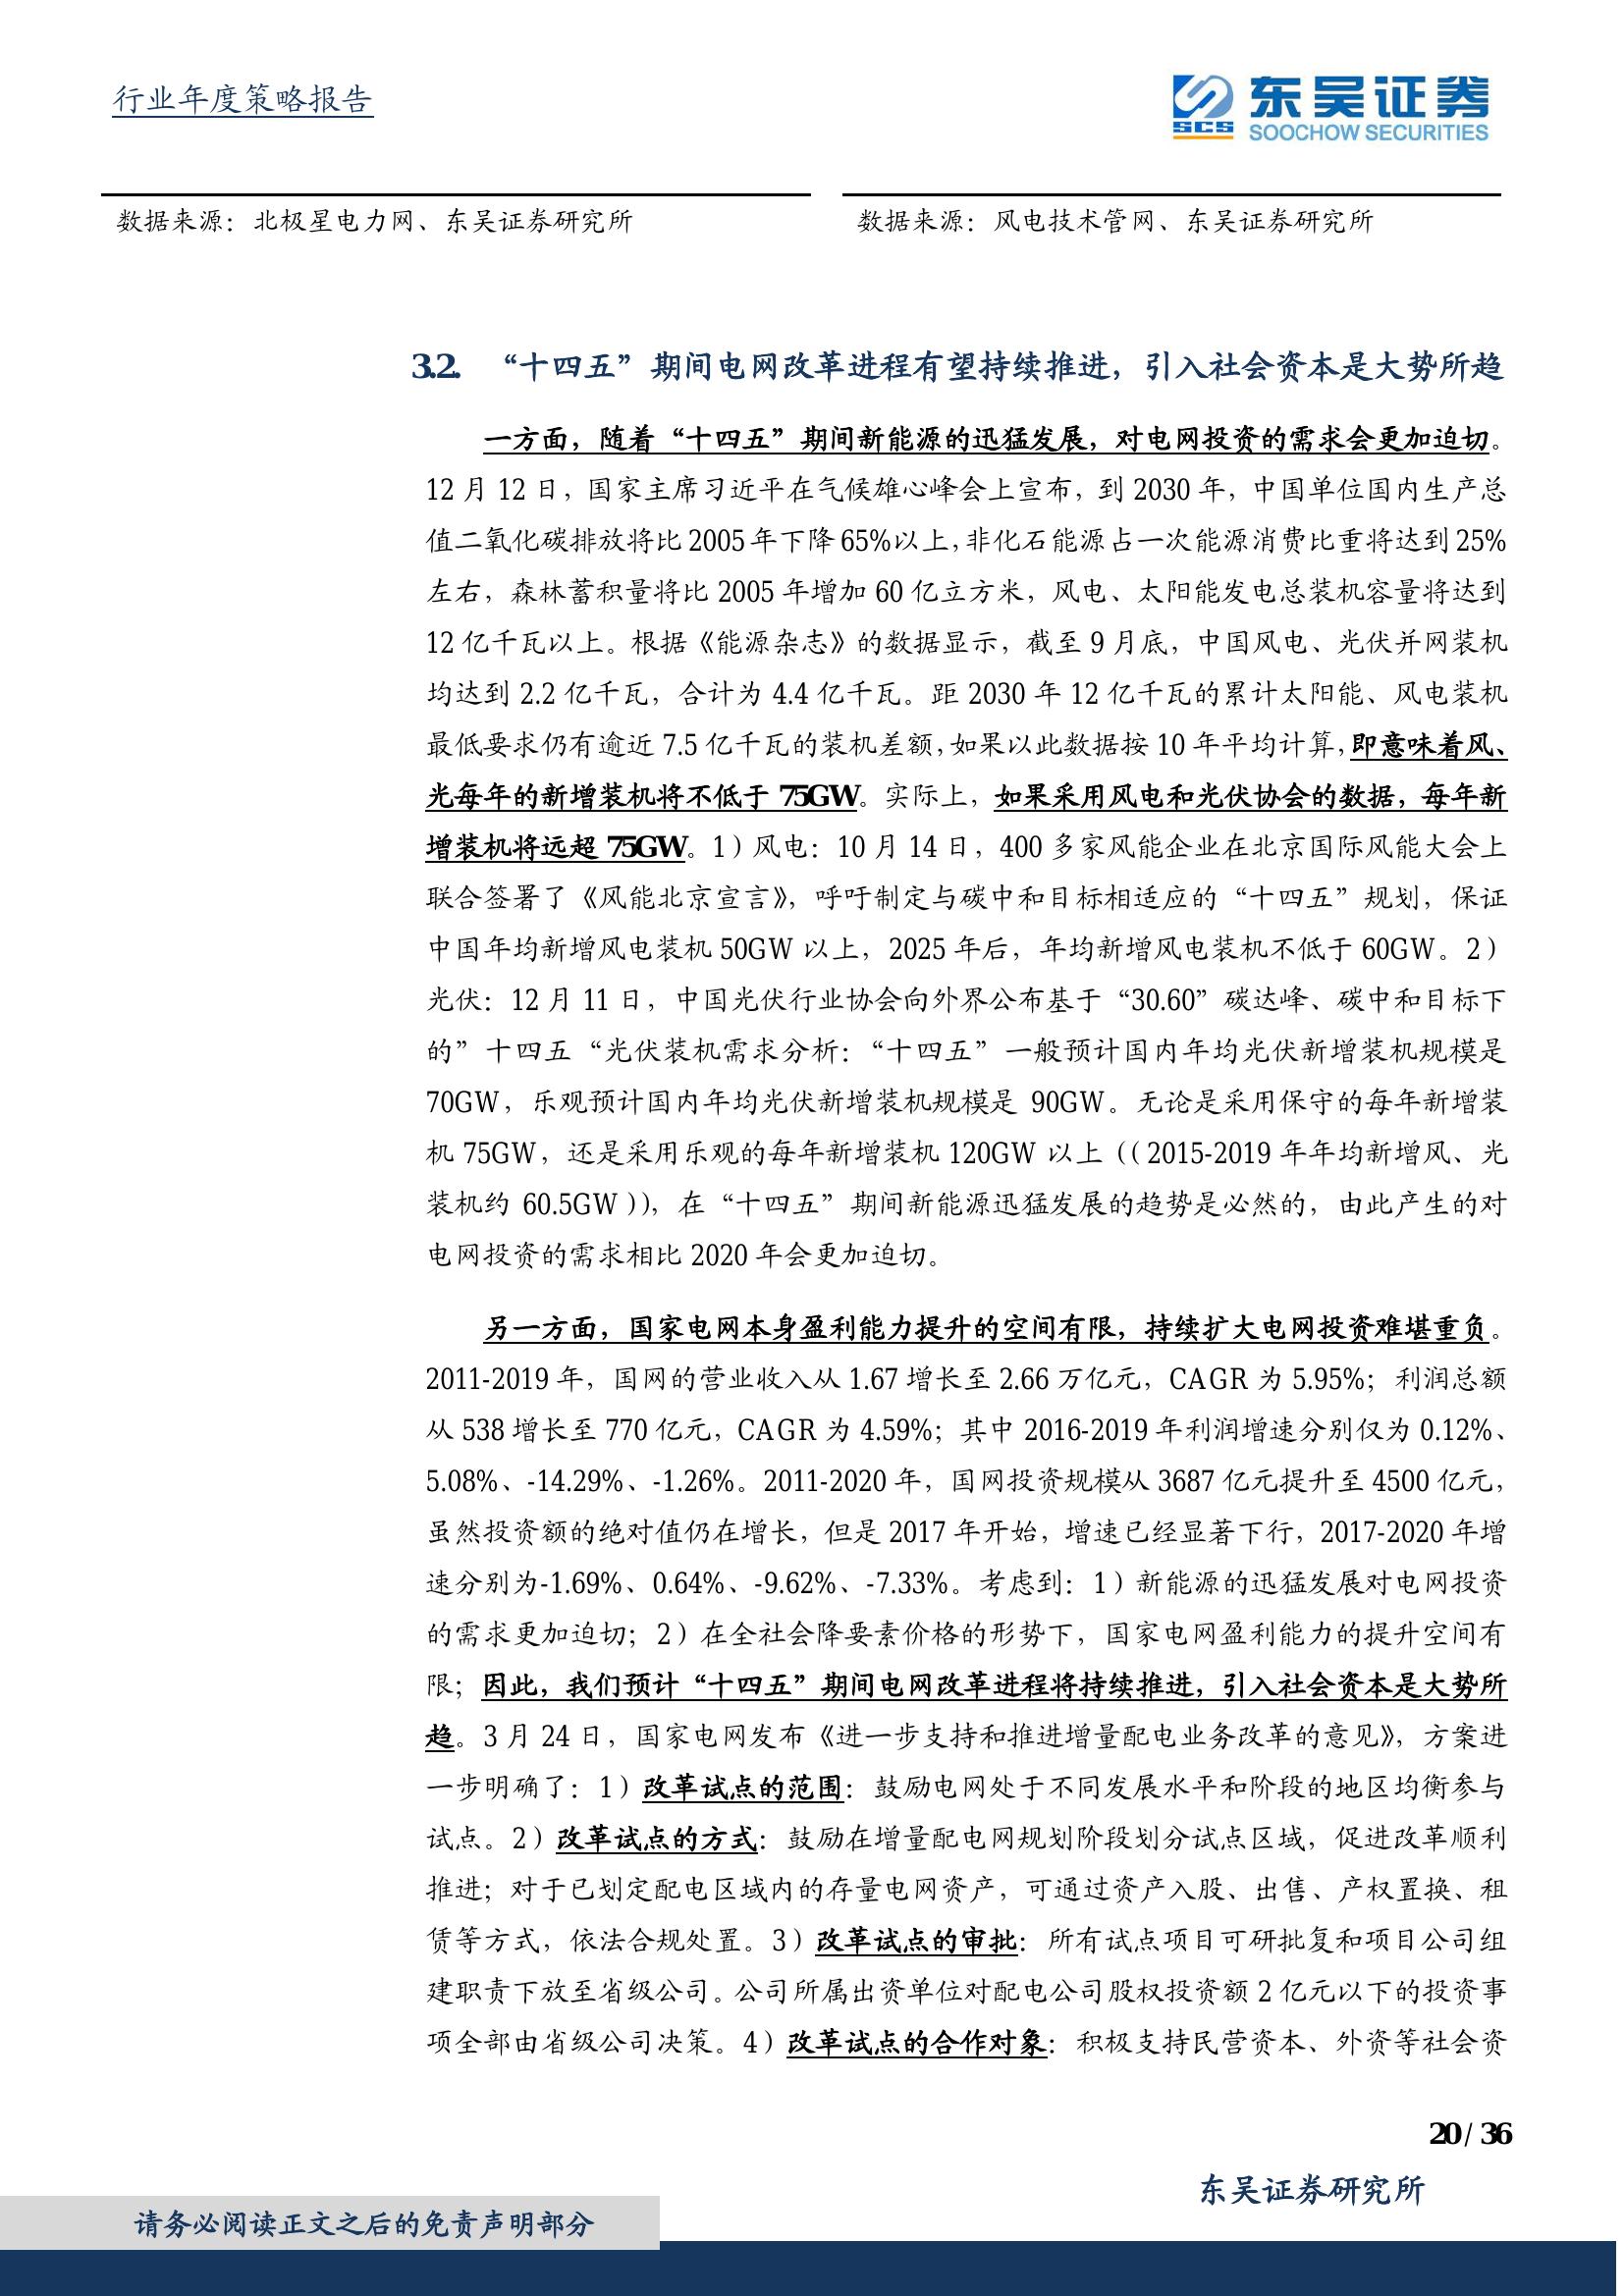 行业年度策略报告
东吴证券
SCS
SOOCHOW SECURITIES
数据来源：北极星电力网、东吴证券研究所
数据来源：风电技术管网、东吴证券研究所
3.2. “十四五”期间电网改革进程有望持续推进，引入社会资本是大势所趋
一方面，随着“十四五”期间新能源的迅猛发展，对电网投资的需求会更加迫切。
12 月 12 日，国家主席习近平在气候雄心峰会上宣布，到 2030 年，中国单位国内生产总
值二氧化碳排放将比 2005 年下降 65%以上，非化石能源占一次能源消费比重将达到 25%
左右，森林蓄积量将比 2005 年增加 60 亿立方米，风电、太阳能发电总装机容量将达到
12 亿千瓦以上。根据《能源杂志》的数据显示，截至 9 月底，中国风电、光伏并网装机
均达到 2.2 亿千瓦，合计为 4.4 亿千瓦。距 2030 年 12 亿千瓦的累计太阳能、风电装机
最低要求仍有逾近 7.5 亿千瓦的装机差额，如果以此数据按 10 年平均计算，即意味着风、
光每年的新增装机将不低于 75GW。实际上，如果采用风电和光伏协会的数据，每年新
增装机将远超 75GW。1）风电：10 月 14 日，400 多家风能企业在北京国际风能大会上
联合签署了《风能北京宣言》，呼吁制定与碳中和目标相适应的“十四五”规划，保证
中国年均新增风电装机 50GW 以上，2025 年后，年均新增风电装机不低于 60GW。2）
光伏：12 月 11 日，中国光伏行业协会向外界公布基于“30.60”碳达峰、碳中和目标下
的”十四五“光伏装机需求分析：“十四五”一般预计国内年均光伏新增装机规模是
70GW，乐观预计国内年均光伏新增装机规模是 90GW。无论是采用保守的每年新增装
机 75GW，还是采用乐观的每年新增装机 120GW 以上（（2015-2019 年年均新增风、光
装机约 60.5GW）），在“十四五”期间新能源迅猛发展的趋势是必然的，由此产生的对
电网投资的需求相比 2020 年会更加迫切。
另一方面，国家电网本身盈利能力提升的空间有限，持续扩大电网投资难堪重负。
2011-2019 年，国网的营业收入从 1.67 增长至 2.66 万亿元，CAGR 为 5.95%；利润总额
从 538 增长至 770 亿元，CAGR 为 4.59%；其中 2016-2019 年利润增速分别仅为 0.12%、
5.08%、-14.29%、-1.26%。2011-2020 年，国网投资规模从 3687 亿元提升至 4500 亿元，
虽然投资额的绝对值仍在增长，但是 2017 年开始，增速已经显著下行，2017-2020 年增
速分别为-1.69%、0.64%、-9.62%、-7.33%。考虑到：1）新能源的迅猛发展对电网投资
的需求更加迫切；2）在全社会降要素价格的形势下，国家电网盈利能力的提升空间有
限；因此，我们预计“十四五”期间电网改革进程将持续推进，引入社会资本是大势所
趋。3 月 24 日，国家电网发布《进一步支持和推进增量配电业务改革的意见》，方案进
一步明确了：1）改革试点的范围：鼓励电网处于不同发展水平和阶段的地区均衡参与
试点。2）改革试点的方式：鼓励在增量配电网规划阶段划分试点区域，促进改革顺利
推进；对于已划定配电区域内的存量电网资产，可通过资产入股、出售、产权置换、租
赁等方式，依法合规处置。3）改革试点的审批：所有试点项目可研批复和项目公司组
建职责下放至省级公司。公司所属出资单位对配电公司股权投资额 2 亿元以下的投资事
项全部由省级公司决策。4）改革试点的合作对象：积极支持民营资本、外资等社会资
20 / 36
东吴证券研究所
请务必阅读正文之后的免责声明部分